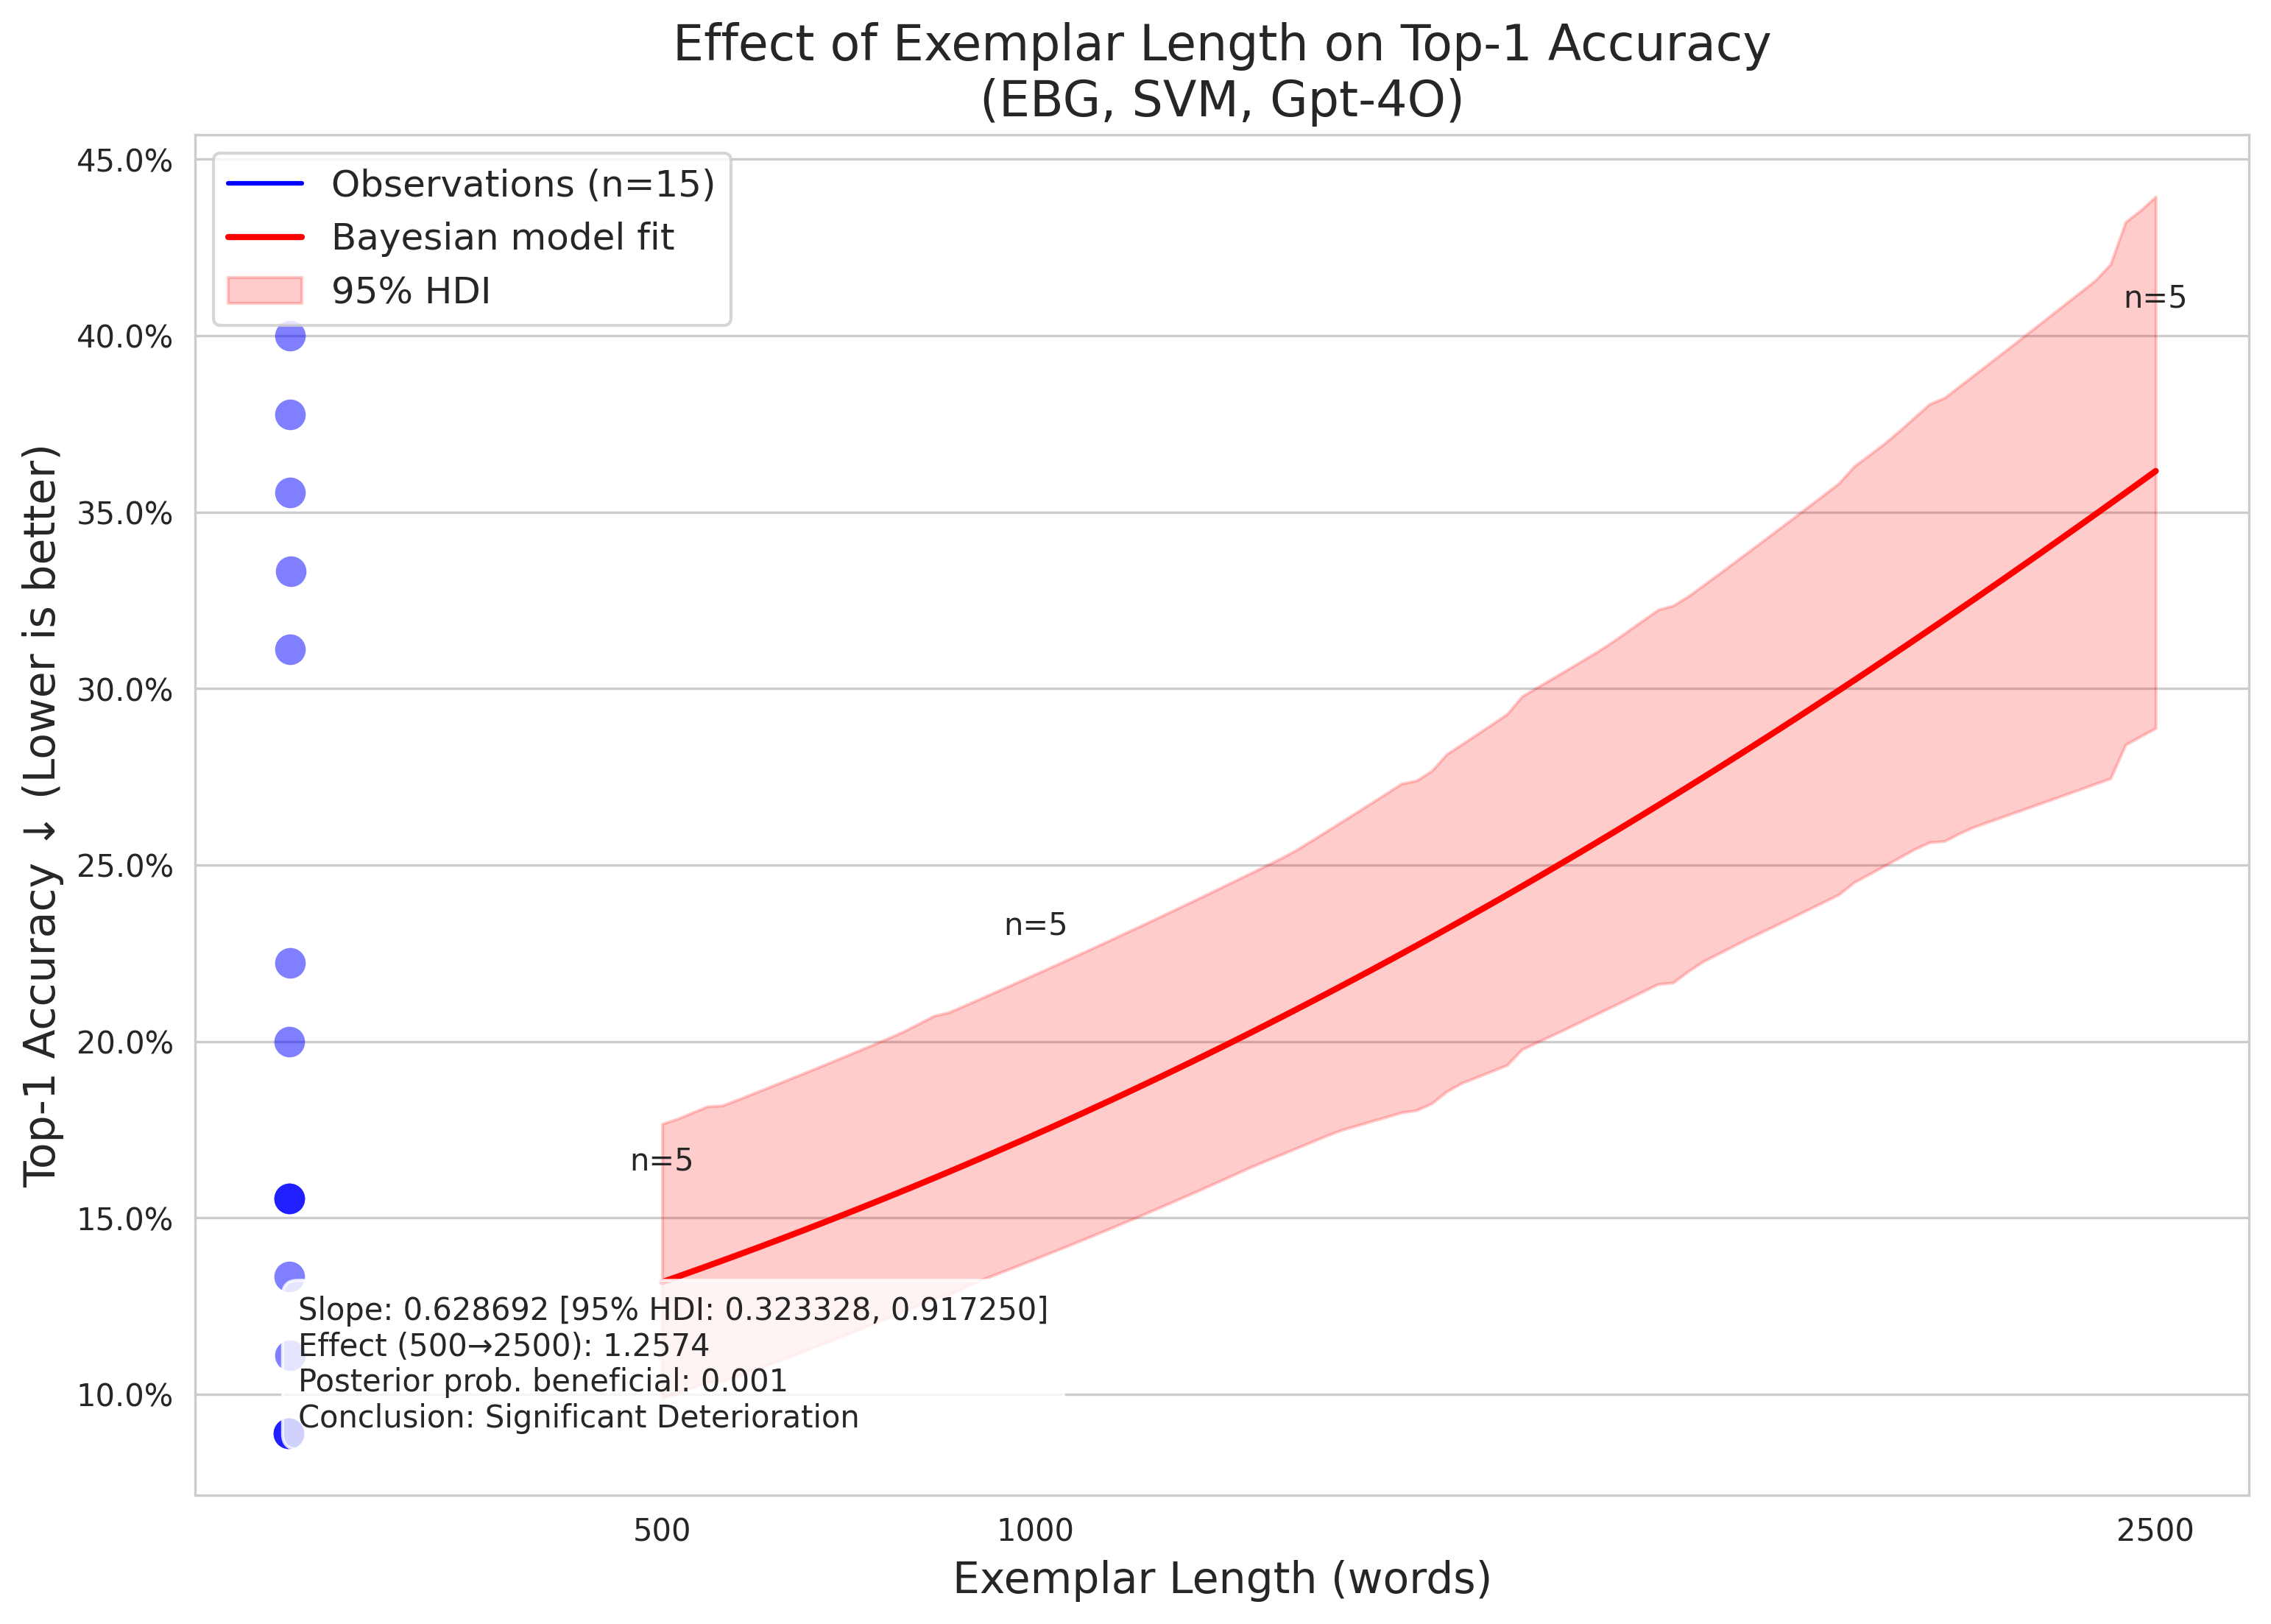 Effect of Exemplar Length on Top-1 Accuracy
(EBG, SVM, Gpt-4O)
Observations (n=15)
Bayesian model fit
95% HDI
Top-1 Accuracy ↓ (Lower is better)
45.0%
40.0%
35.0%
30.0%
25.0%
20.0%
15.0%
10.0%
n=5
n=5
n=5
Slope: 0.628692 [95% HDI: 0.323328, 0.917250]
Effect (500→2500): 1.2574
Posterior prob. beneficial: 0.001
Conclusion: Significant Deterioration
500
1000
2500
Exemplar Length (words)